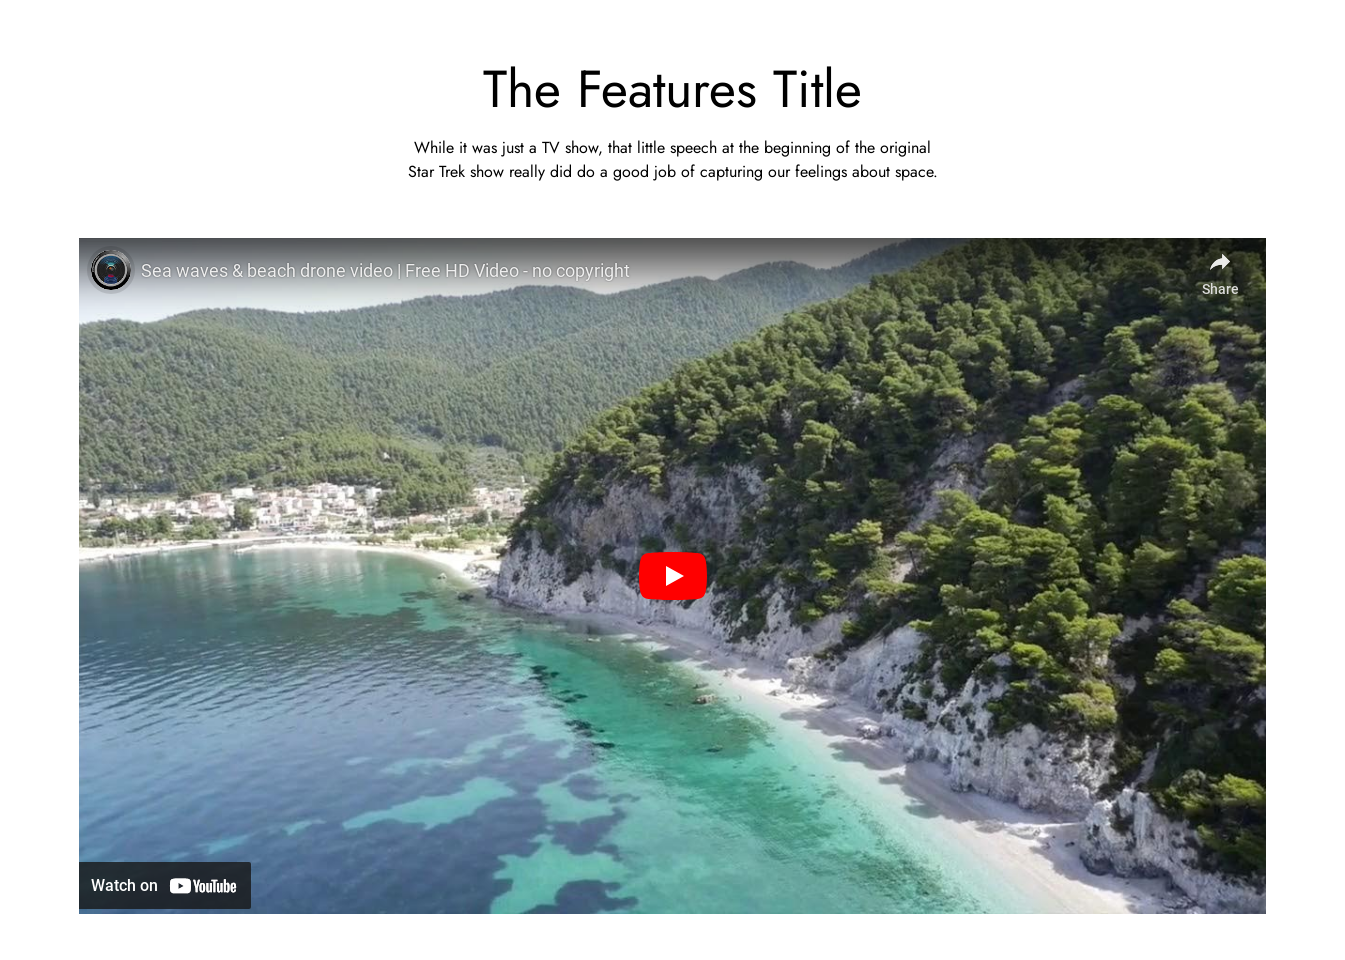 The Features Title
While it was just a TV show, that little speech at the beginning of the original
Star Trek show really did do a good job of capturing our feelings about space.
Sea waves & beach drone video | Free HD Video - no copyright
Share
Watch on YouTube